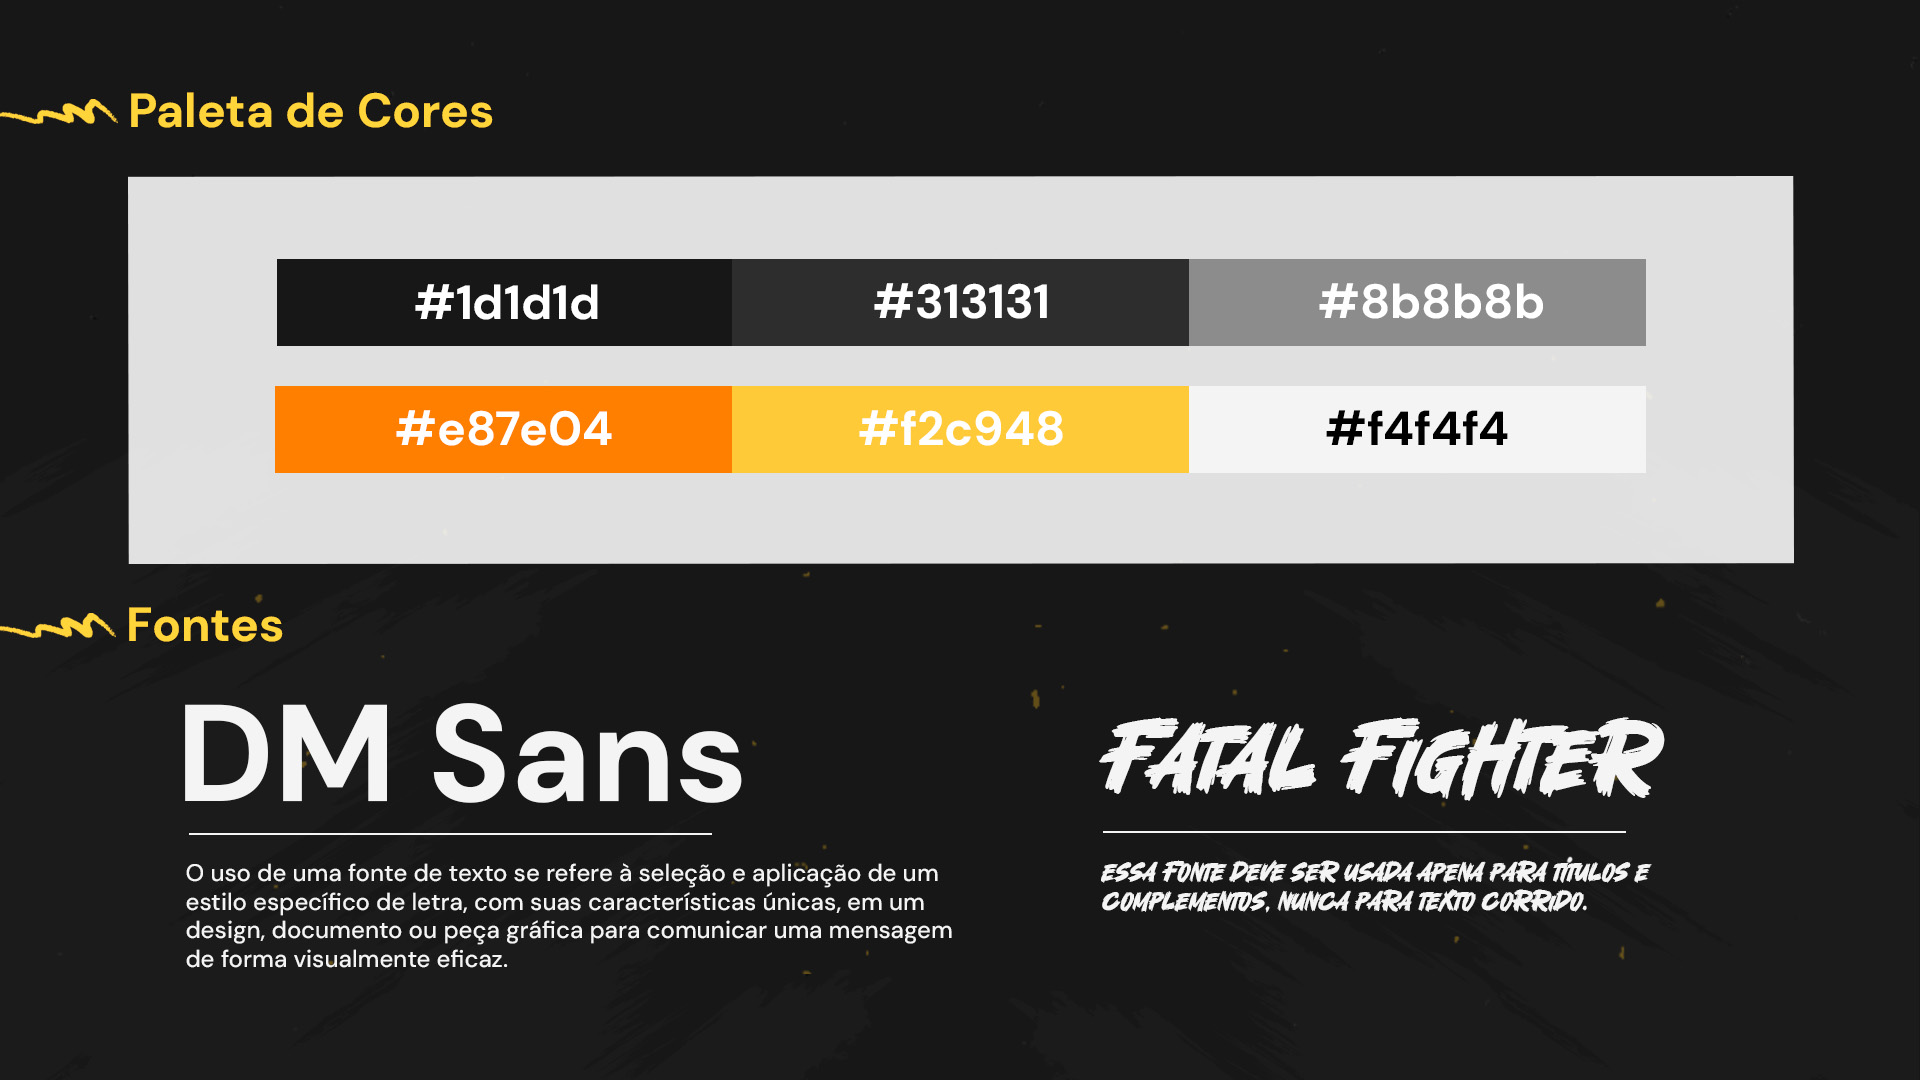 Paleta de Cores
#1d1d1d #313131 #8b8b8b
#e87e04 #f2c948 #f4f4f4
Fontes
DM Sans
O uso de uma fonte de texto se refere à seleção e aplicação de um
estilo específico de letra, com suas características únicas, em um
design, documento ou peça gráfica para comunicar uma mensagem
de forma visualmente eficaz.
FATAL FIGHTER
ESSA FONTE DEVE SER USADA APENA PARA TÍTULOS E
COMPLEMENTOS, NUNCA PARA TEXTO CORRIDO.